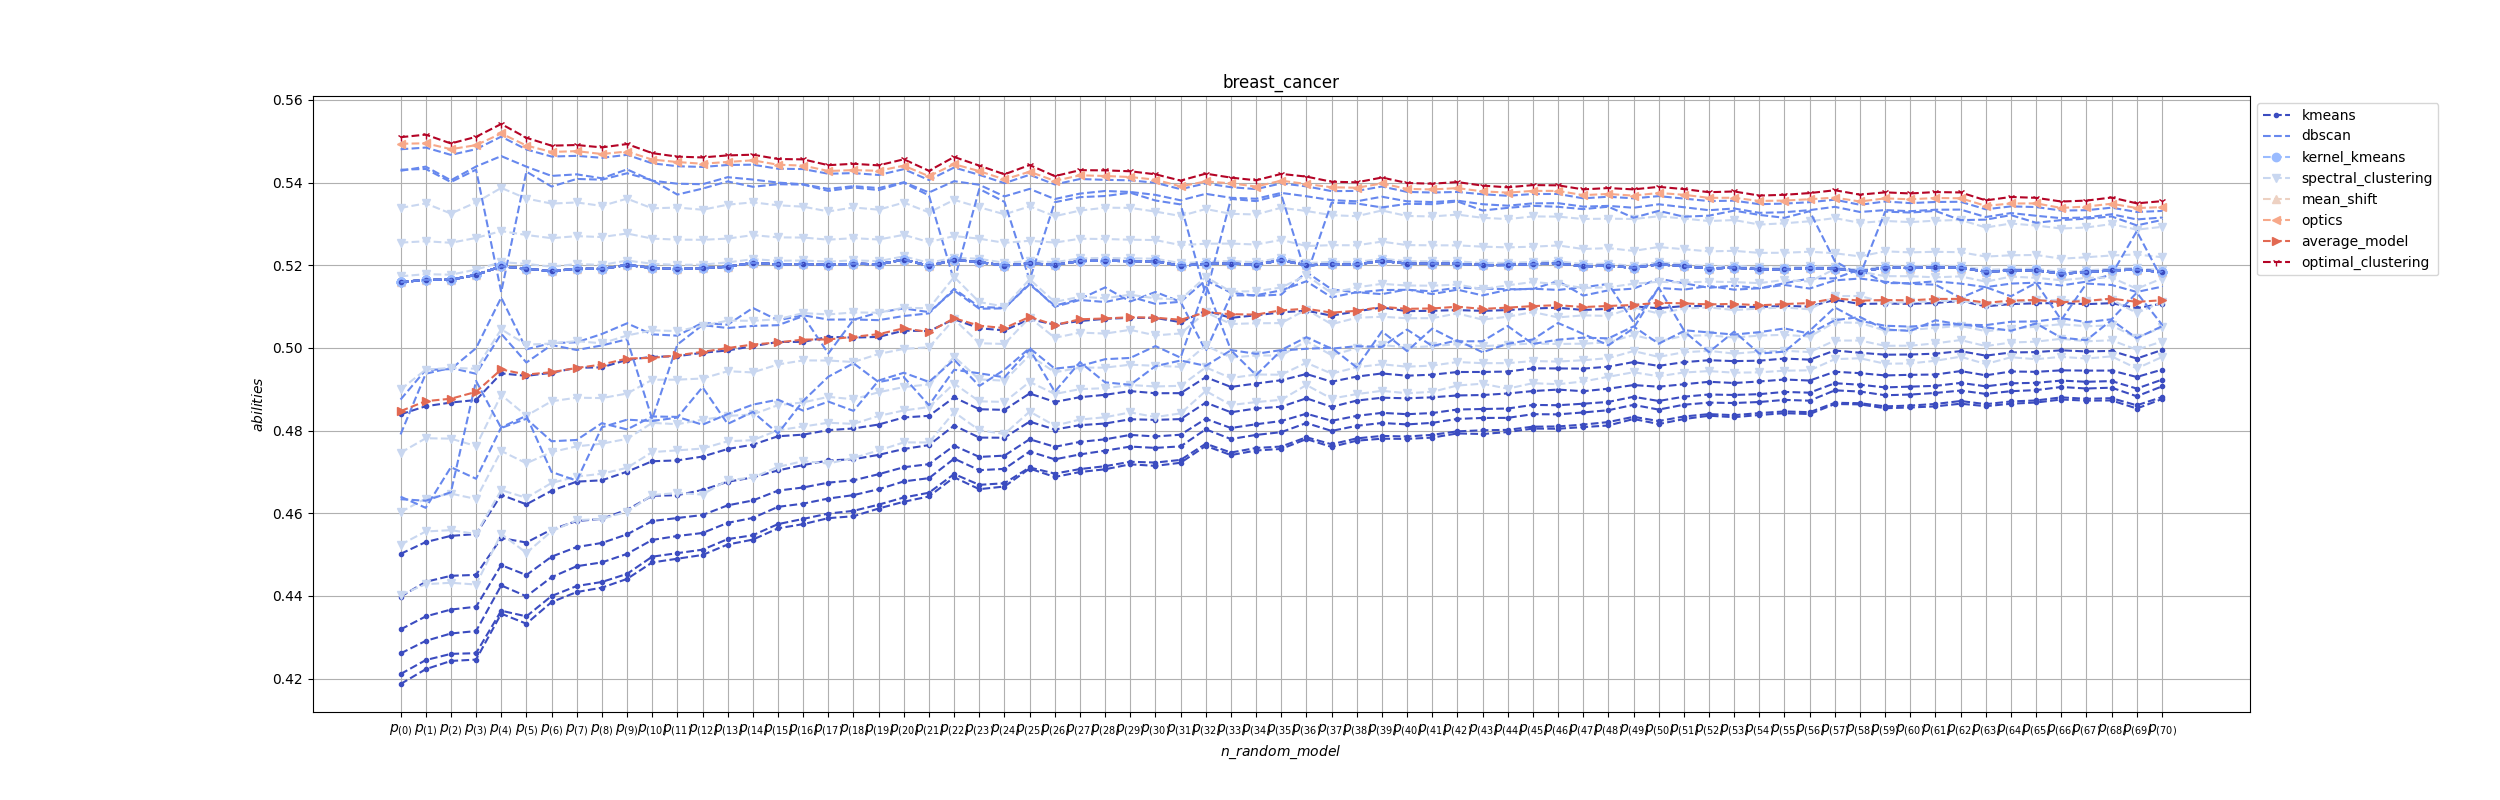 breast_cancer
0.56
0.54
0.52
0.50
0.48
0.46
0.44
0.42
abilities
p(0) p(1) p(2) p(3) p(4) p(5) p(6) p(7) p(8) p(9) p(10) p(11) p(12) p(13) p(14) p(15) p(16) p(17) p(18) p(19) p(20) p(21) p(22) p(23) p(24) p(25) p(26) p(27) p(28) p(29) p(30) p(31) p(32) p(33) p(34) p(35) p(36) p(37) p(38) p(39) p(40) p(41) p(42) p(43) p(44) p(45) p(46) p(47) p(48) p(49) p(50) p(51) p(52) p(53) p(54) p(55) p(56) p(57) p(58) p(59) p(60) p(61) p(62) p(63) p(64) p(65) p(66) p(67) p(68) p(69) p(70)
n_random_model
kmeans
dbscan
kernel_kmeans
spectral_clustering
mean_shift
optics
average_model
optimal_clustering